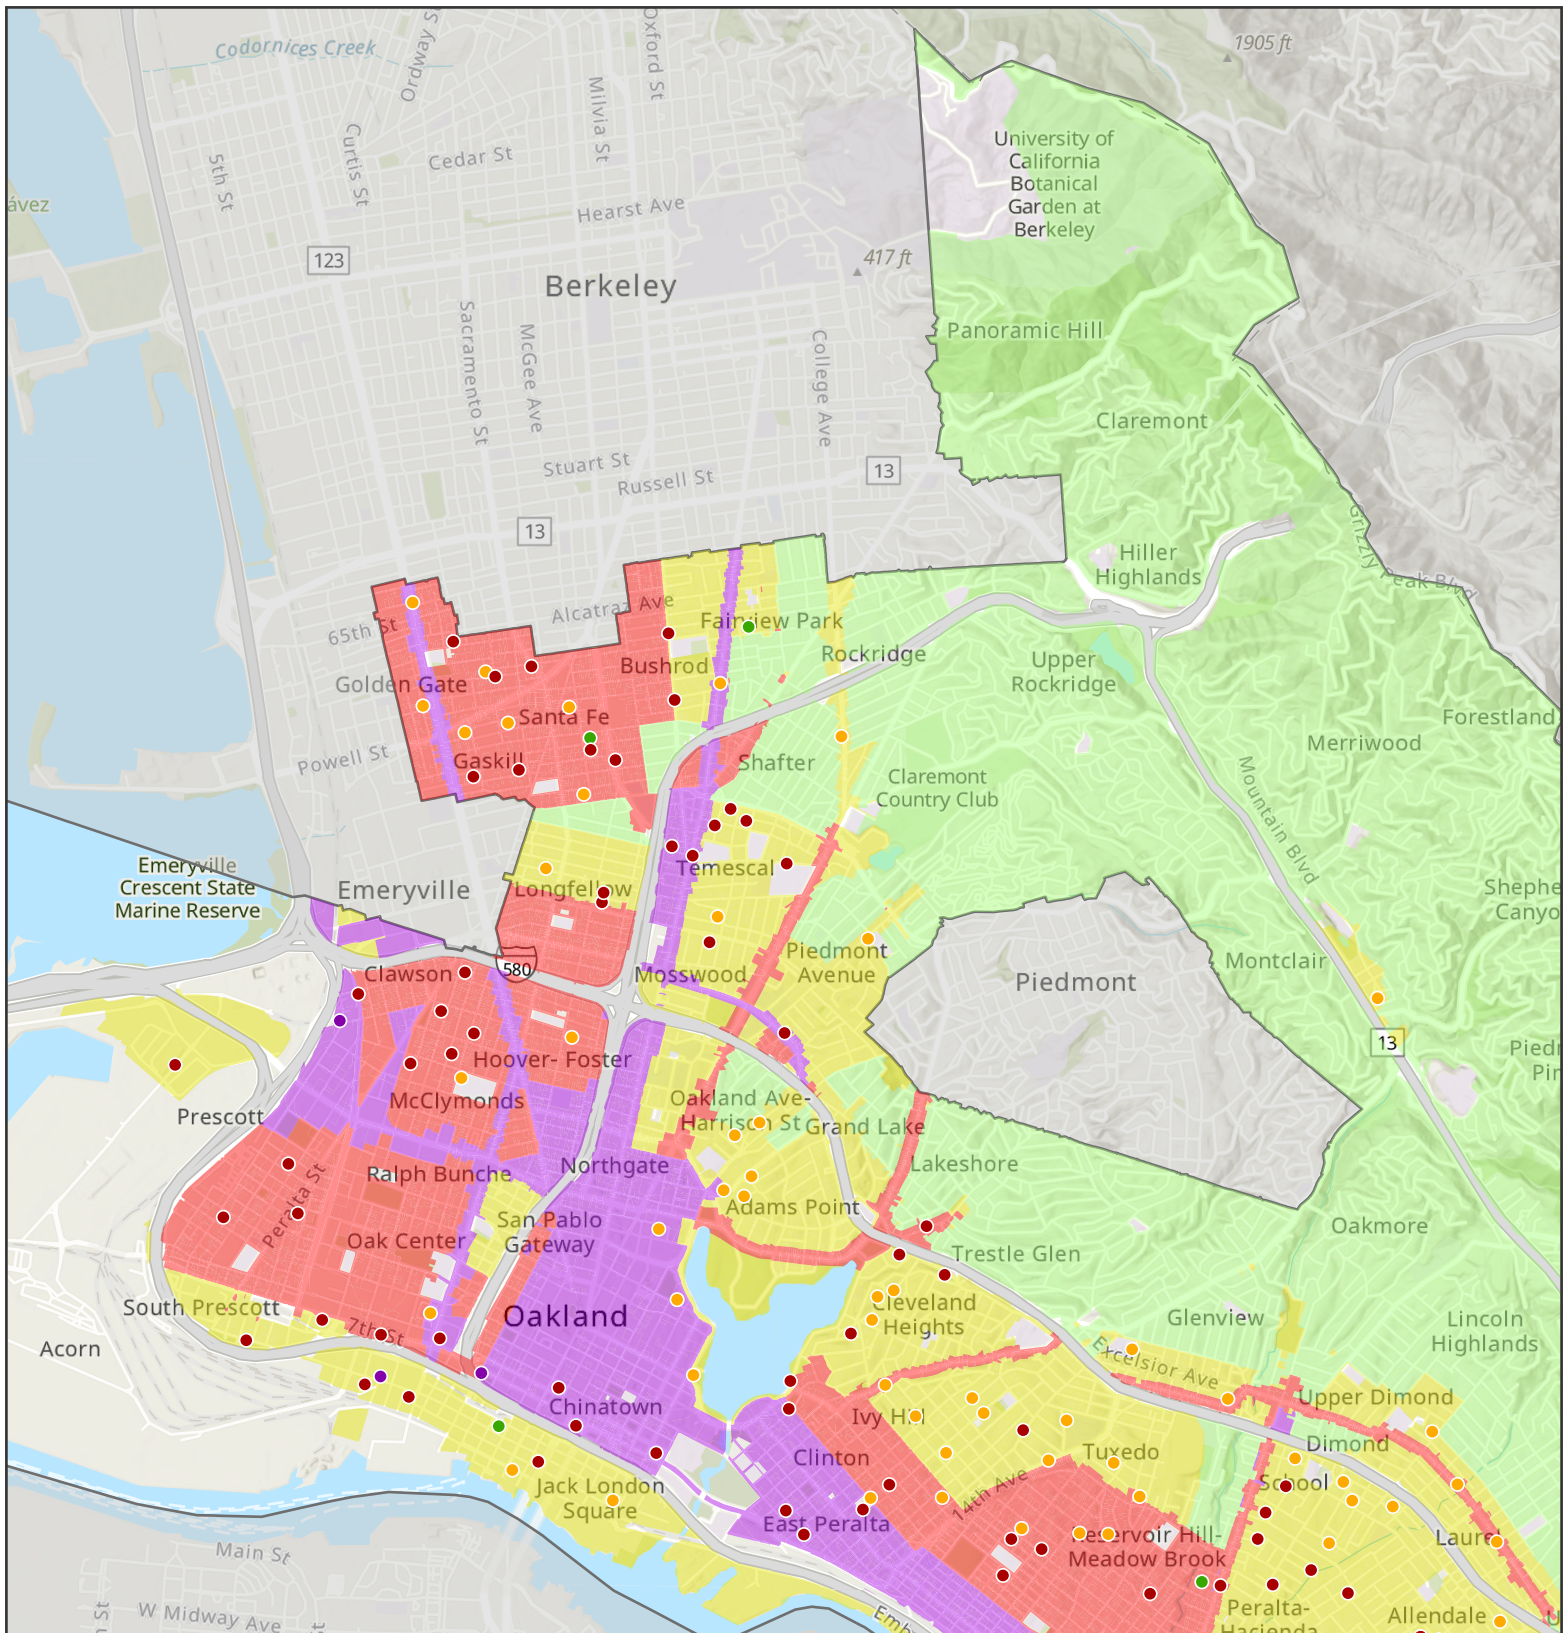 Codornices Creek
Ordway St
Oxford St
1905 ft
Milvia St
Curtis St
5th St
Cedar St
University of
California
Botanical
Garden at
Berkeley
ávez
Hearst Ave
123
417 ft
Berkeley
Sacramento St
McGee Ave
College Ave
Panoramic Hill
Claremont
Stuart St
Russell St
13
13
Grizzly Peak Blvd
Hiller
Highlands
65th St
Alcatraz Ave
Fairview Park
Rockridge
Bushrod
Upper
Rockridge
Golden Gate
Santa Fe
Forestland
Merriwood
Powell St
Gaskill
Shafter
Claremont
Country Club
Mountain Blvd
Emeryville
Crescent State
Marine Reserve
Emeryville
Longfellow
Temescal
Shephe
Canyo
Piedmont
Avenue
Clawson
580
Mosswood
Piedmont
Montclair
13
Hoover- Foster
Piedr
Pir
McClymonds
Oakland Ave-
Harrison St
Grand Lake
Prescott
Ralph Bunche
Northgate
Lakeshore
Peralta St
San Pablo
Gateway
Adams Point
Oak Center
Oakmore
Trestle Glen
South Prescott
7th St
Oakland
Cleveland
Heights
Glenview
Lincoln
Highlands
Acorn
Excelsior Ave
Chinatown
Ivy Hill
Upper Dimond
Clinton
Tuxedo
Dimond
School
Jack London
Square
14th Ave
East Peralta
Reservoir Hill-
Meadow Brook
Laurel
Main St
W Midway Ave
Emb
Peralta-
Hacienda
Allendale